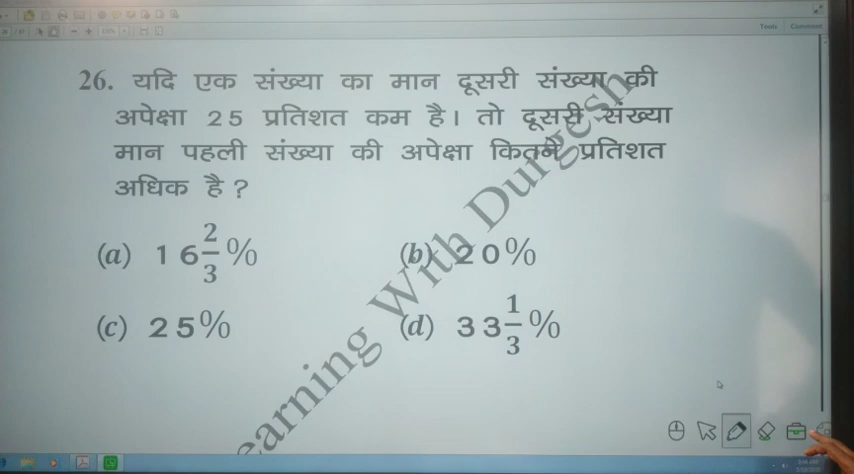 Tools Comment
26. यदि एक संख्या का मान दूसरी संख्या की
अपेक्षा 25 प्रतिशत कम है। तो दूसरी संख्या
मान पहली संख्या की अपेक्षा कितने प्रतिशत
अधिक है ?
(a) 16 2/3 % (b) 20%
(c) 25% (d) 33 1/3 %
earning With Durgesh